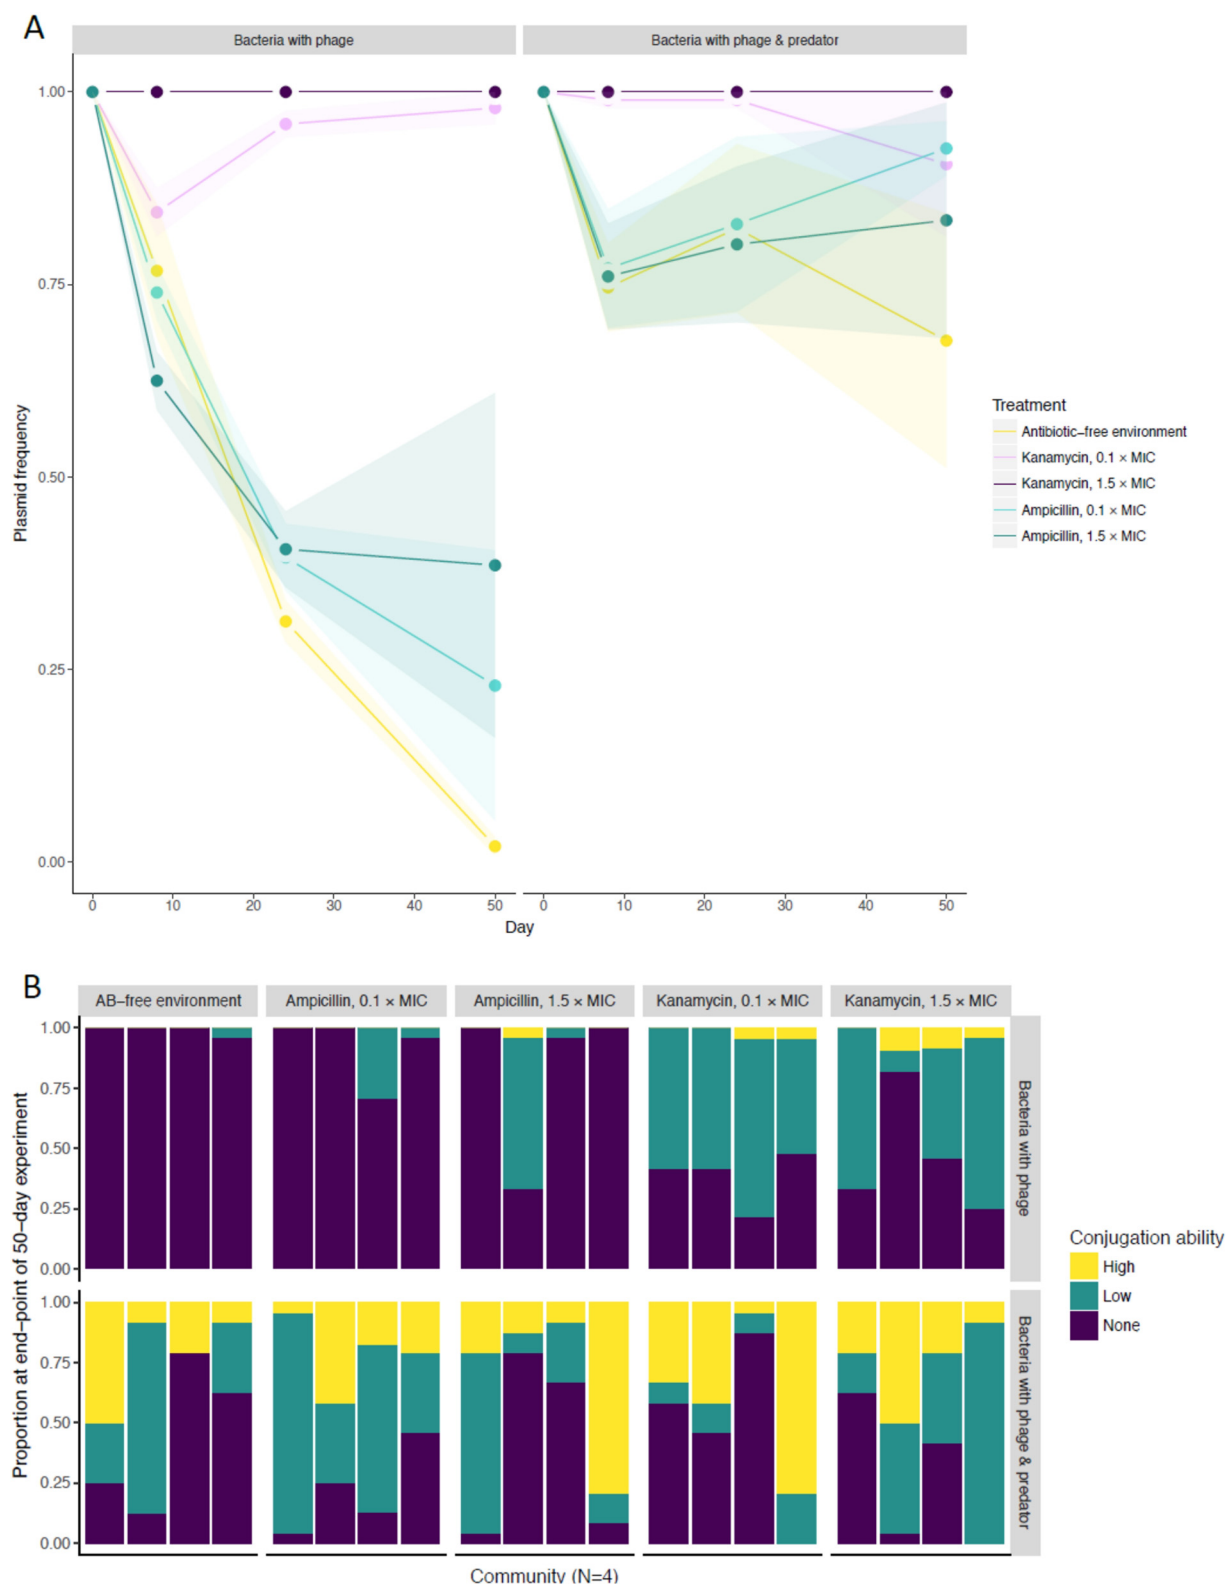 A
Bacteria with phage
Bacteria with phage & predator
1.00
0.75
0.50
0.25
0.00
Plasmid frequency
0 10 20 30 40 50 0 10 20 30 40 50
Day
Treatment
Antibiotic–free environment
Kanamycin, 0.1 × MIC
Kanamycin, 1.5 × MIC
Ampicillin, 0.1 × MIC
Ampicillin, 1.5 × MIC
B
AB–free environment
Ampicillin, 0.1 × MIC
Ampicillin, 1.5 × MIC
Kanamycin, 0.1 × MIC
Kanamycin, 1.5 × MIC
1.00
0.75
0.50
0.25
0.00
Bacteria with phage
1.00
0.75
0.50
0.25
0.00
Bacteria with phage & predator
Proportion at end–point of 50–day experiment
Community (N=4)
Conjugation ability
High
Low
None